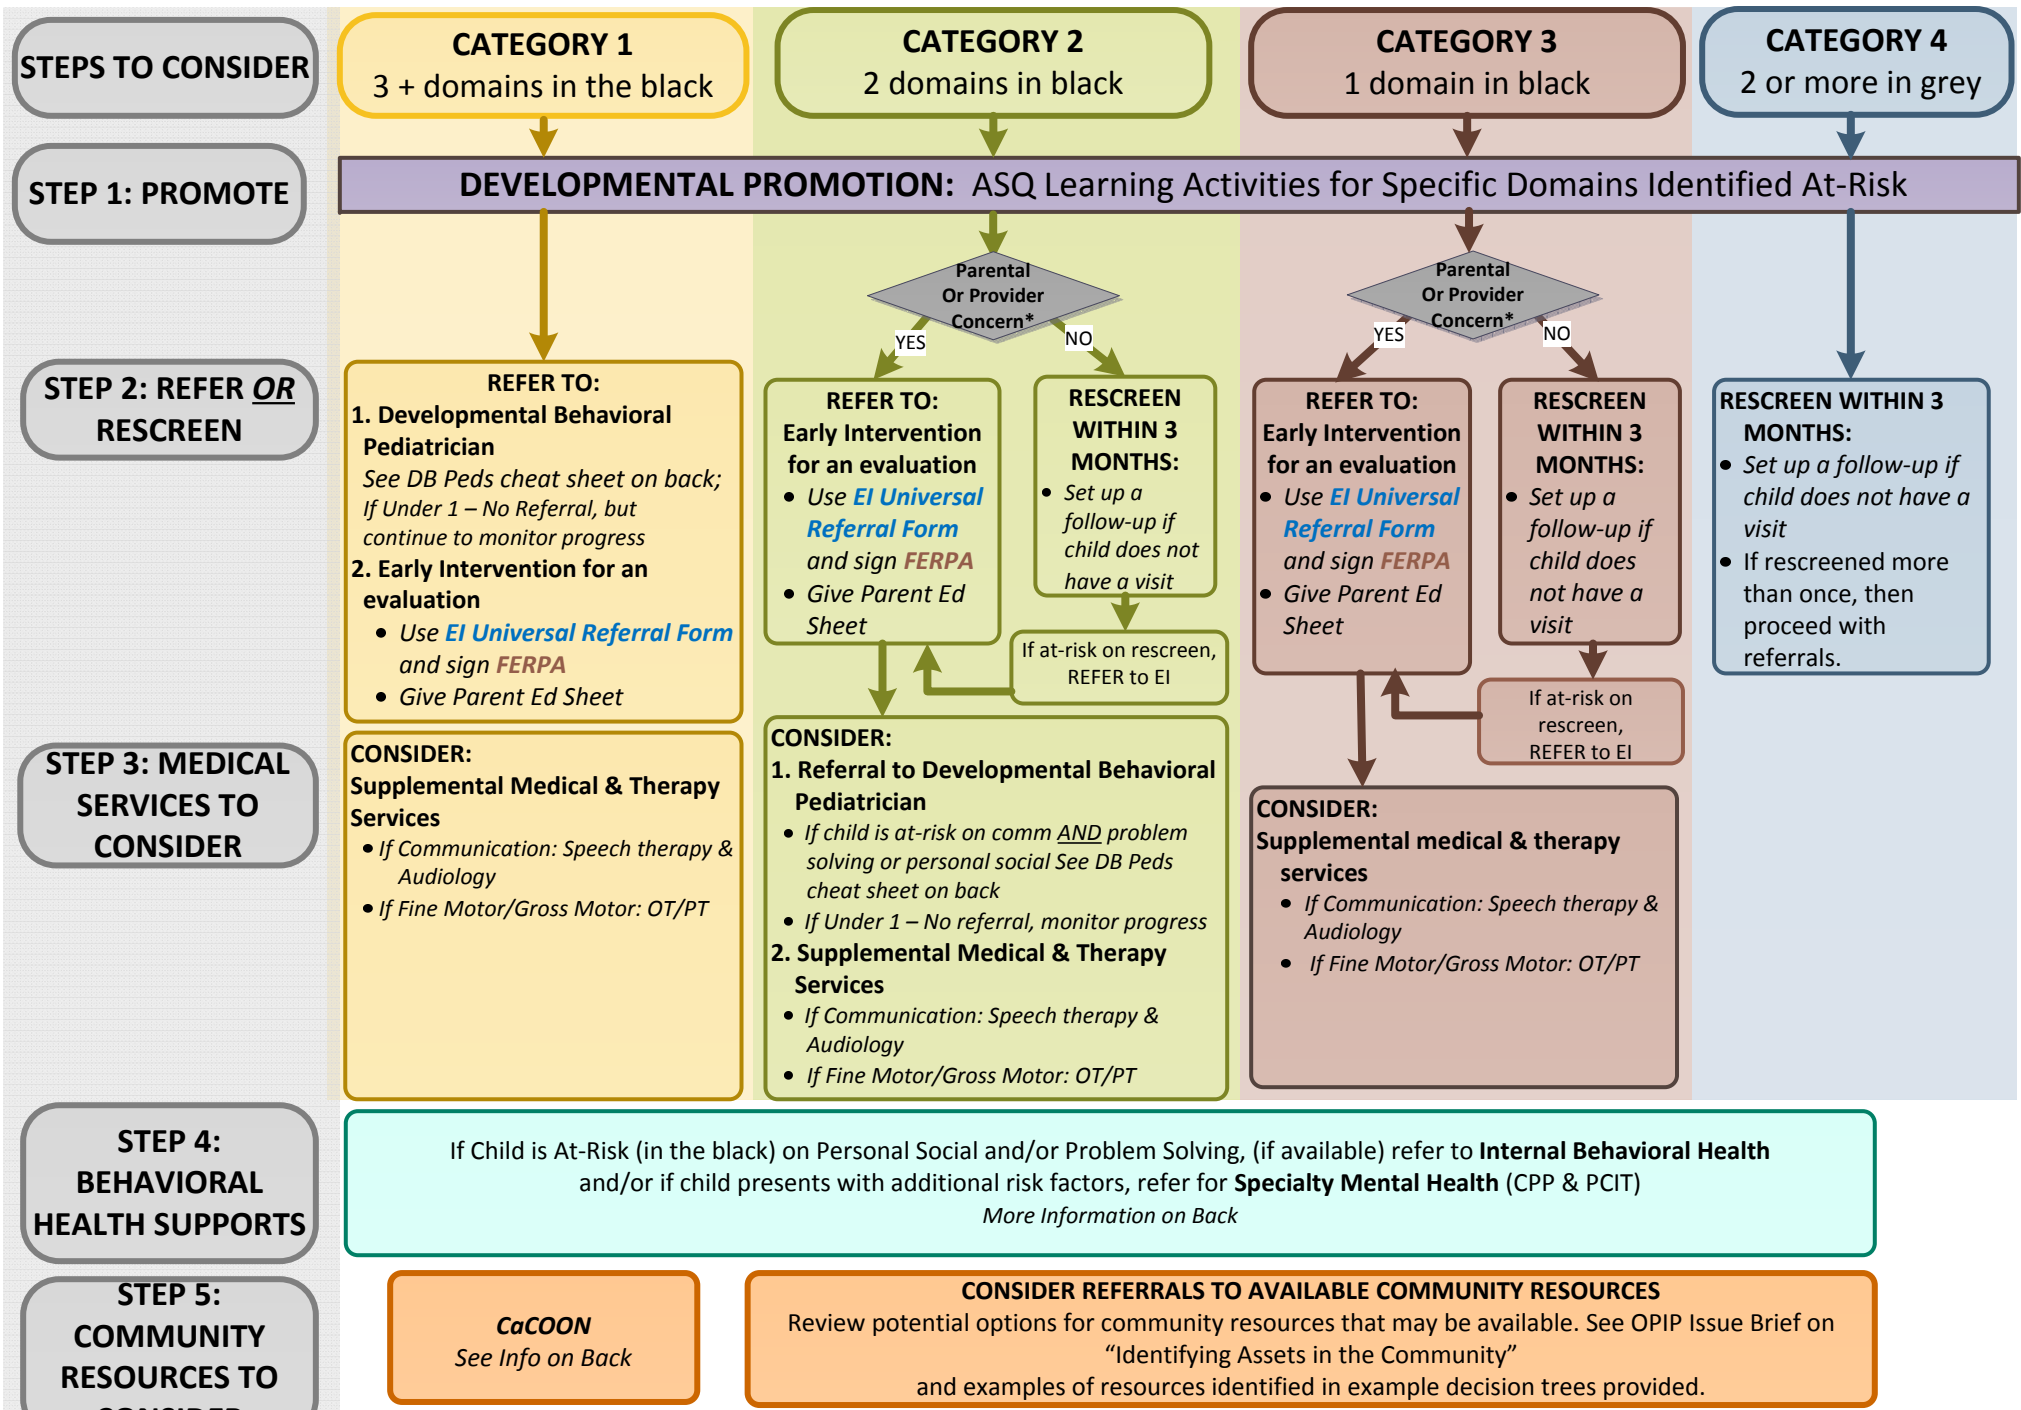 STEPS TO CONSIDER
CATEGORY 1
3 + domains in the black
CATEGORY 2
2 domains in black
CATEGORY 3
1 domain in black
CATEGORY 4
2 or more in grey
STEP 1: PROMOTE
DEVELOPMENTAL PROMOTION: ASQ Learning Activities for Specific Domains Identified At-Risk
Parental
Or Provider
Concern*
YES
NO
Parental
Or Provider
Concern*
YES
NO
STEP 2: REFER OR
RESCREEN
REFER TO:
1. Developmental Behavioral
Pediatrician
See DB Peds cheat sheet on back;
If Under 1 – No Referral, but
continue to monitor progress
2. Early Intervention for an
evaluation
• Use EI Universal Referral Form
and sign FERPA
• Give Parent Ed Sheet
REFER TO:
Early Intervention
for an evaluation
• Use EI Universal
Referral Form
and sign FERPA
• Give Parent Ed
Sheet
RESCREEN
WITHIN 3
MONTHS:
• Set up a
follow-up if
child does not
have a visit
If at-risk on rescreen,
REFER to EI
REFER TO:
Early Intervention
for an evaluation
• Use EI Universal
Referral Form
and sign FERPA
• Give Parent Ed
Sheet
RESCREEN
WITHIN 3
MONTHS:
• Set up a
follow-up if
child does
not have a
visit
If at-risk on
rescreen,
REFER to EI
RESCREEN WITHIN 3
MONTHS:
• Set up a follow-up if
child does not have a
visit
• If rescreened more
than once, then
proceed with
referrals.
STEP 3: MEDICAL
SERVICES TO
CONSIDER
CONSIDER:
Supplemental Medical & Therapy
Services
• If Communication: Speech therapy &
Audiology
• If Fine Motor/Gross Motor: OT/PT
CONSIDER:
1. Referral to Developmental Behavioral
Pediatrician
• If child is at-risk on comm AND problem
solving or personal social See DB Peds
cheat sheet on back
• If Under 1 – No referral, monitor progress
2. Supplemental Medical & Therapy
Services
• If Communication: Speech therapy &
Audiology
• If Fine Motor/Gross Motor: OT/PT
CONSIDER:
Supplemental medical & therapy
services
• If Communication: Speech therapy &
Audiology
• If Fine Motor/Gross Motor: OT/PT
STEP 4:
BEHAVIORAL
HEALTH SUPPORTS
If Child is At-Risk (in the black) on Personal Social and/or Problem Solving, (if available) refer to Internal Behavioral Health
and/or if child presents with additional risk factors, refer for Specialty Mental Health (CPP & PCIT)
More Information on Back
STEP 5:
COMMUNITY
RESOURCES TO
CONSIDER
CaCOON
See Info on Back
CONSIDER REFERRALS TO AVAILABLE COMMUNITY RESOURCES
Review potential options for community resources that may be available. See OPIP Issue Brief on
“Identifying Assets in the Community”
and examples of resources identified in example decision trees provided.